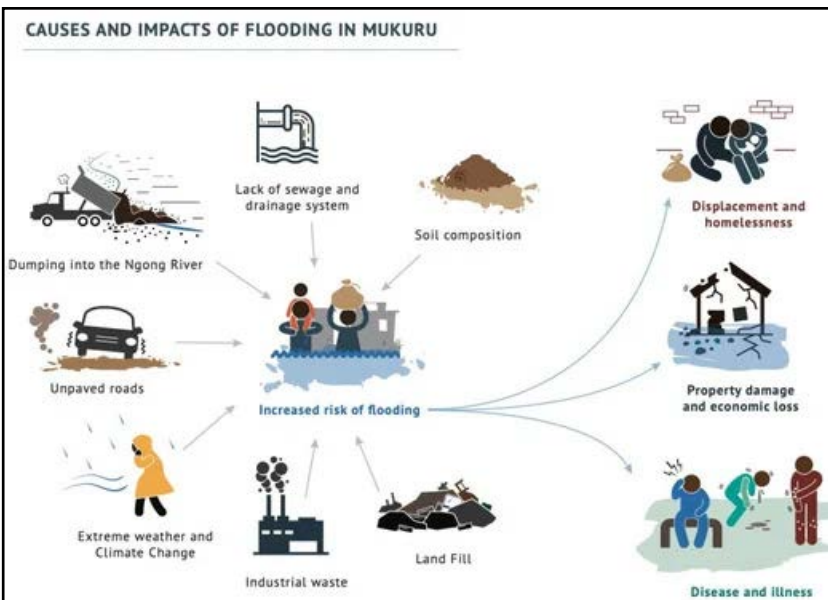 CAUSES AND IMPACTS OF FLOODING IN MUKURU
Lack of sewage and
drainage system
Soil composition
Dumping into the Ngong River
Unpaved roads
Extreme weather and
Climate Change
Industrial waste
Land Fill
Increased risk of flooding
Displacement and
homelessness
Property damage
and economic loss
Disease and illness